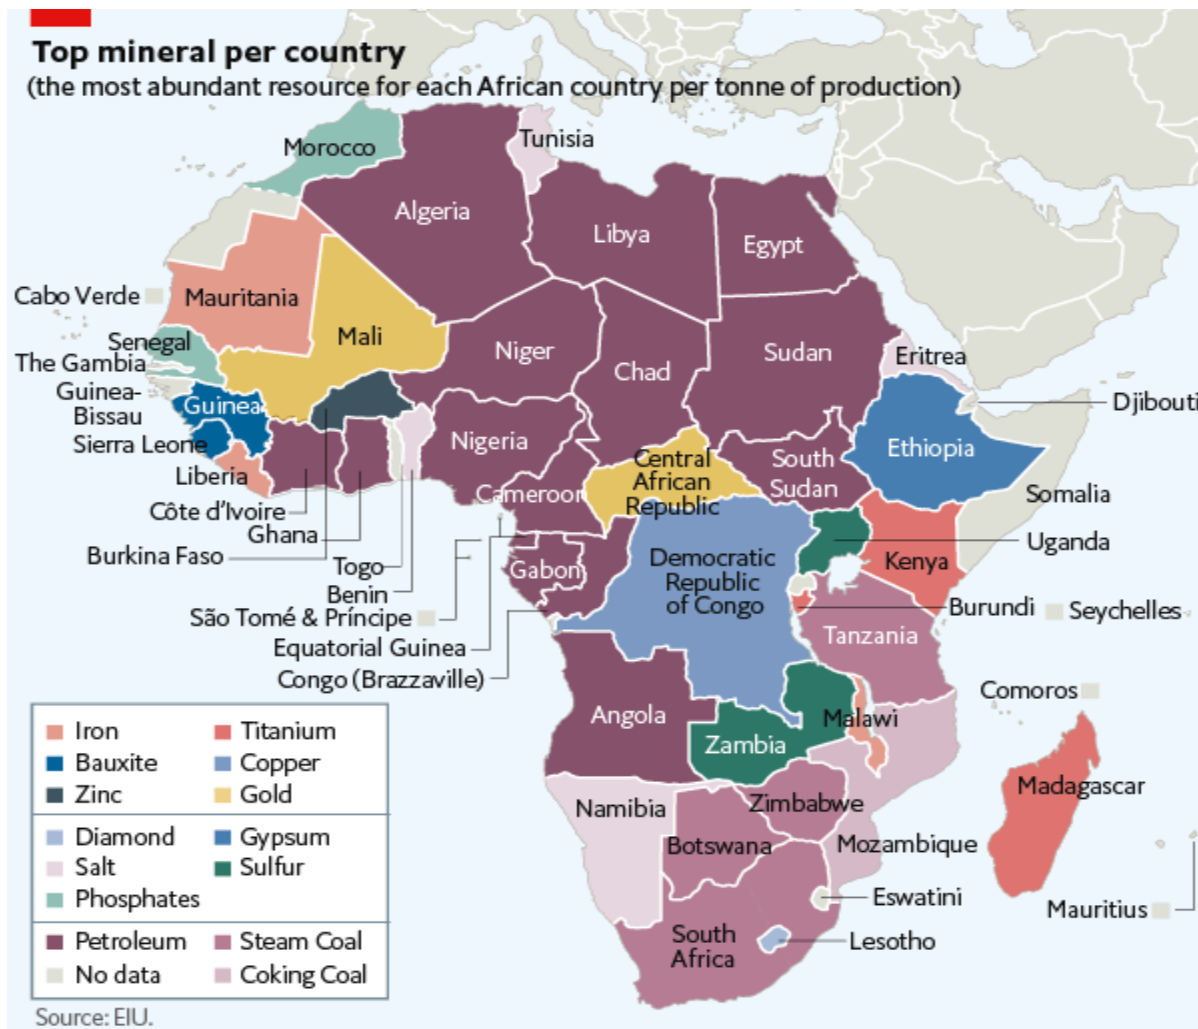 Top mineral per country
(the most abundant resource for each African country per tonne of production)
Morocco
Tunisia
Algeria
Libya
Egypt
Cabo Verde
Mauritania
Mali
Niger
Chad
Sudan
Eritrea
Senegal
The Gambia
Guinea-
Bissau
Guinea
Djibouti
Sierra Leone
Nigeria
Ethiopia
Liberia
Central
African
Republic
South
Sudan
Somalia
Cameroon
Côte d'Ivoire
Ghana
Burkina Faso
Togo
Benin
Uganda
Kenya
Gabon
Democratic
Republic
of Congo
São Tomé & Príncipe
Burundi
Seychelles
Equatorial Guinea
Congo (Brazzaville)
Tanzania
Comoros
Angola
Malawi
Zambia
Madagascar
Namibia
Zimbabwe
Botswana
Mozambique
Eswatini
Mauritius
South
Africa
Lesotho
Iron
Titanium
Bauxite
Copper
Zinc
Gold
Diamond
Gypsum
Salt
Sulfur
Phosphates
Petroleum
Steam Coal
No data
Coking Coal
Source: EIU.